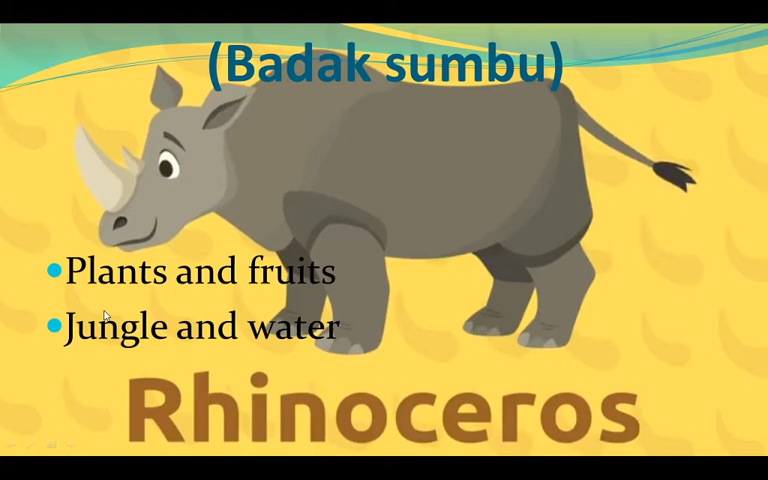 (Badak sumbu)
Plants and fruits
Jungle and water
Rhinoceros